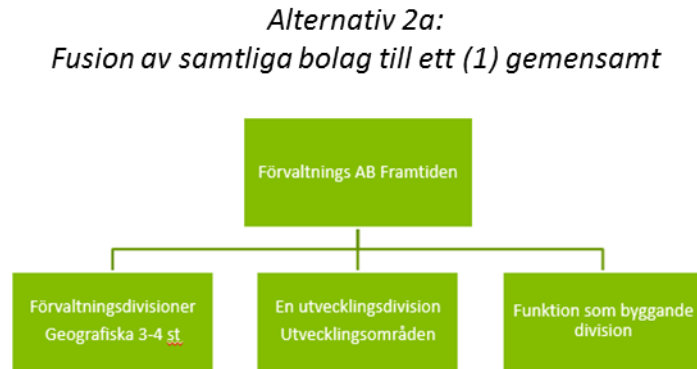 Alternativ 2a:
Fusion av samtliga bolag till ett (1) gemensamt
Förvaltnings AB Framtiden
Förvaltningsdivisioner
Geografiska 3-4 st
En utvecklingsdivision
Utvecklingsområden
Funktion som byggande
division